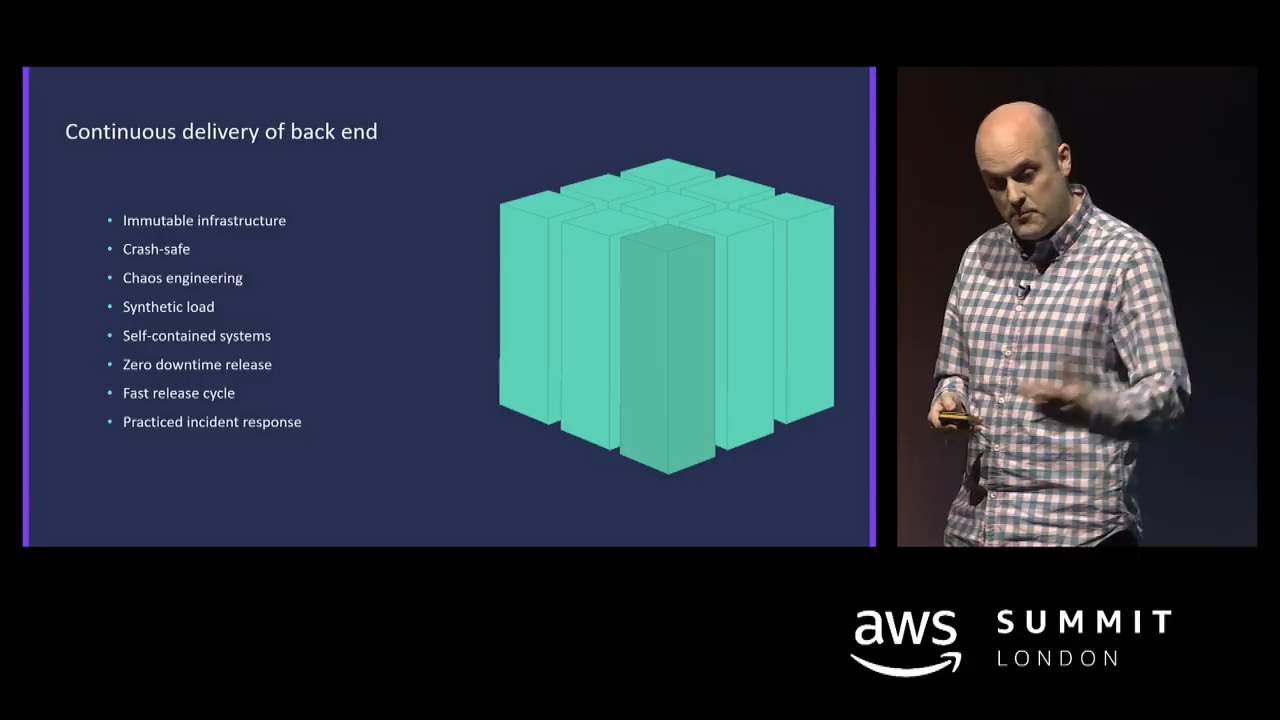 Continuous delivery of back end
Immutable infrastructure
Crash-safe
Chaos engineering
Synthetic load
Self-contained systems
Zero downtime release
Fast release cycle
Practiced incident response
aws
SUMMIT
LONDON